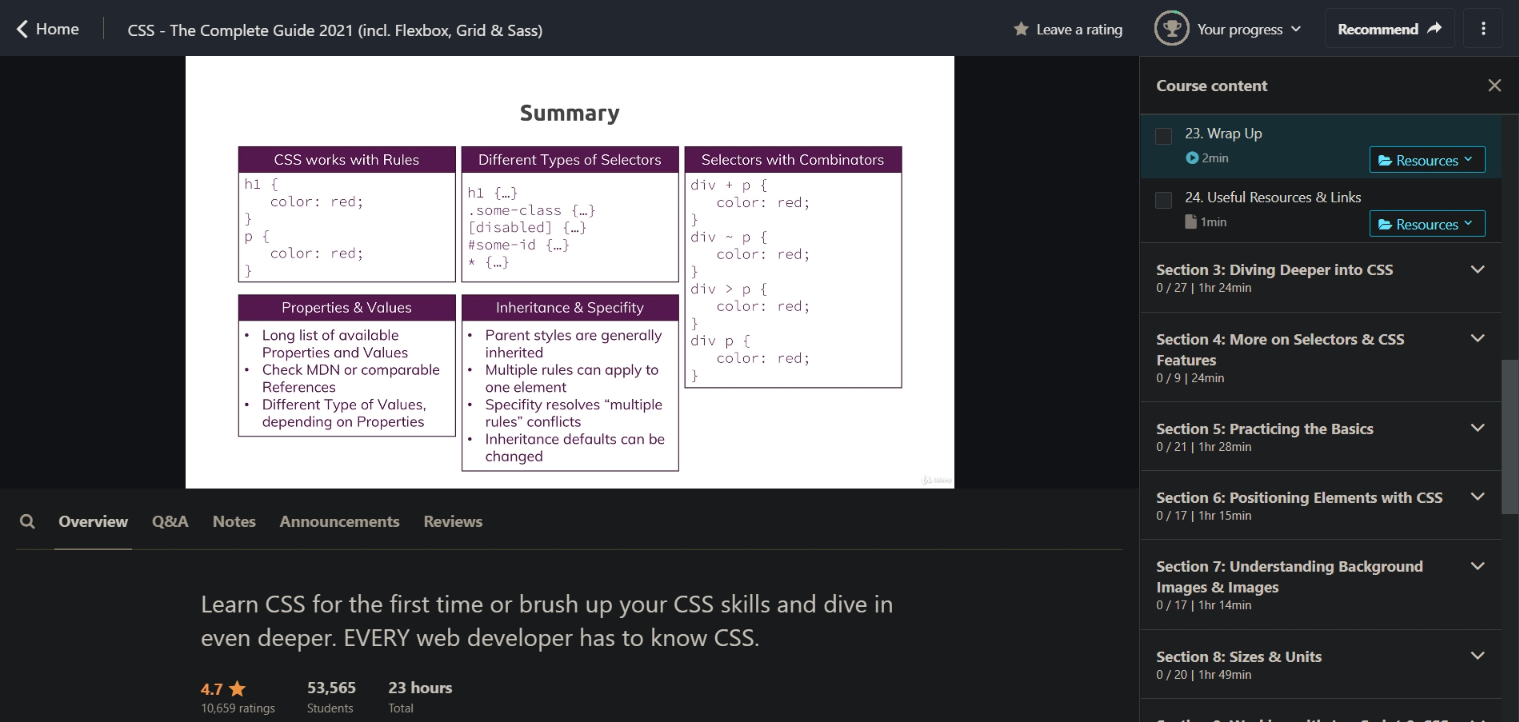 Home
CSS - The Complete Guide 2021 (incl. Flexbox, Grid & Sass)
Leave a rating
Your progress
Recommend
Summary
CSS works with Rules
h1 {
color: red;
}
p {
color: red;
}
Different Types of Selectors
h1 {…}
.some-class {…}
[disabled] {…}
#some-id {…}
* {…}
Selectors with Combinators
div + p {
color: red;
}
div ~ p {
color: red;
}
div > p {
color: red;
}
div p {
color: red;
}
Properties & Values
• Long list of available
Properties and Values
• Check MDN or comparable
References
• Different Type of Values,
depending on Properties
Inheritance & Specifity
• Parent styles are generally
inherited
• Multiple rules can apply to
one element
• Specifity resolves “multiple
rules” conflicts
• Inheritance defaults can be
changed
Overview
Q&A
Notes
Announcements
Reviews
Learn CSS for the first time or brush up your CSS skills and dive in
even deeper. EVERY web developer has to know CSS.
4.7
10,659 ratings
53,565
Students
23 hours
Total
Course content
23. Wrap Up
2min
Resources
24. Useful Resources & Links
1min
Resources
Section 3: Diving Deeper into CSS
0 / 27 | 1hr 24min
Section 4: More on Selectors & CSS
Features
0 / 9 | 24min
Section 5: Practicing the Basics
0 / 21 | 1hr 28min
Section 6: Positioning Elements with CSS
0 / 17 | 1hr 15min
Section 7: Understanding Background
Images & Images
0 / 17 | 1hr 14min
Section 8: Sizes & Units
0 / 20 | 1hr 49min